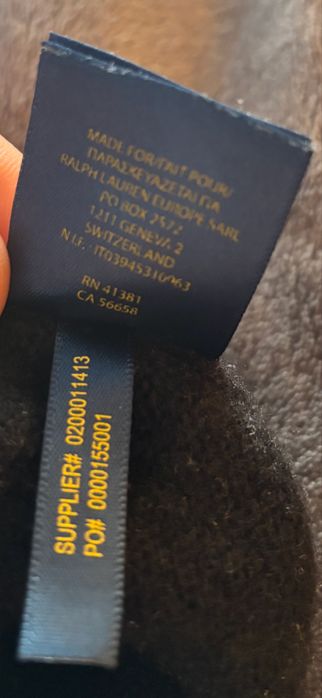 MADE FOR/FAIT POUR/
ΠΑΡΑΣΚΕΥΑΖΕΤΑΙ ΓΙΑ
RALPH LAUREN EUROPE SARL
PO BOX 2572
1211 GENEVA 2
SWITZERLAND
N.I.F.:
RN 41381
CA 56658
SUPPLIER# 0200011413
PO# 0000155001